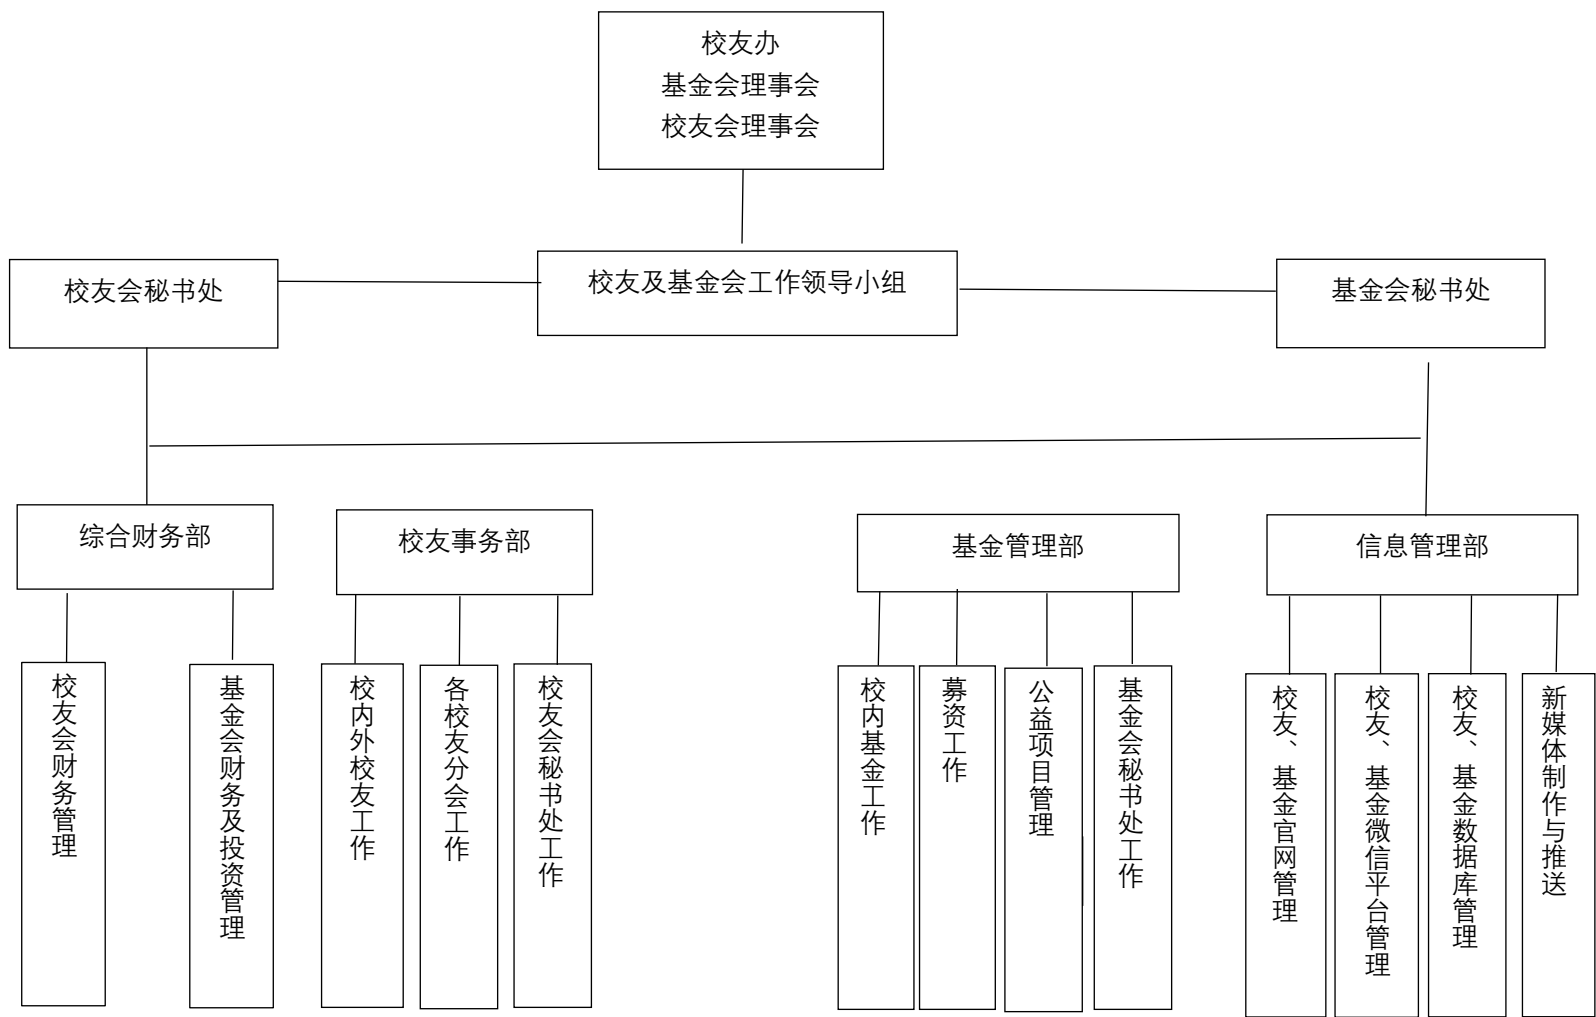 校友办
基金会理事会
校友会理事会
校友会秘书处
校友及基金会工作领导小组
基金会秘书处
综合财务部
校友事务部
基金管理部
信息管理部
校友会财务管理
基金会财务及投资管理
校内外校友工作
各校友分会工作
校友会秘书处工作
校内基金工作
募资工作
公益项目管理
基金会秘书处工作
校友、基金官网管理
校友、基金微信平台管理
校友、基金数据库管理
新媒体制作与推送